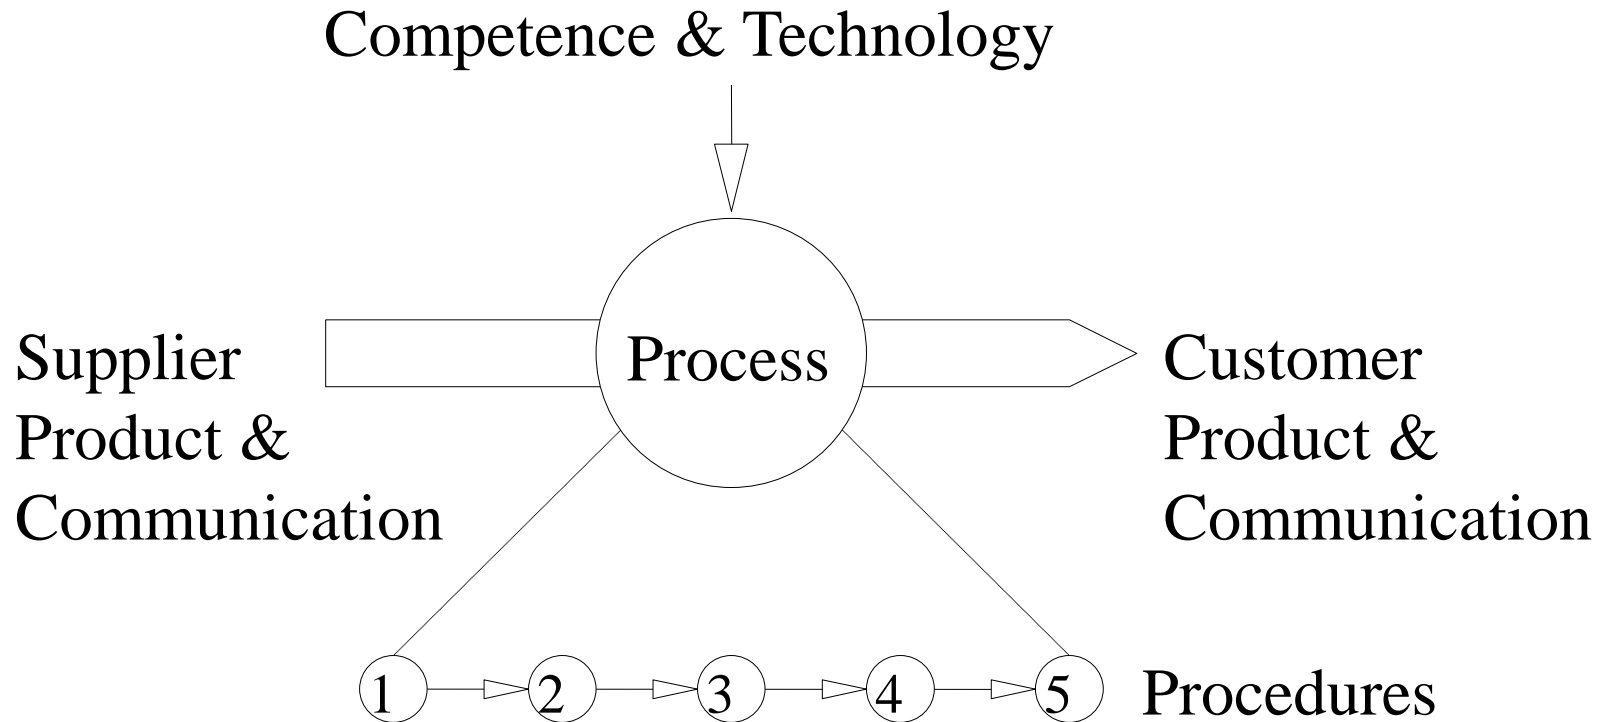 Competence & Technology
Process
Supplier
Product &
Communication
Customer
Product &
Communication
1 2 3 4 5 Procedures